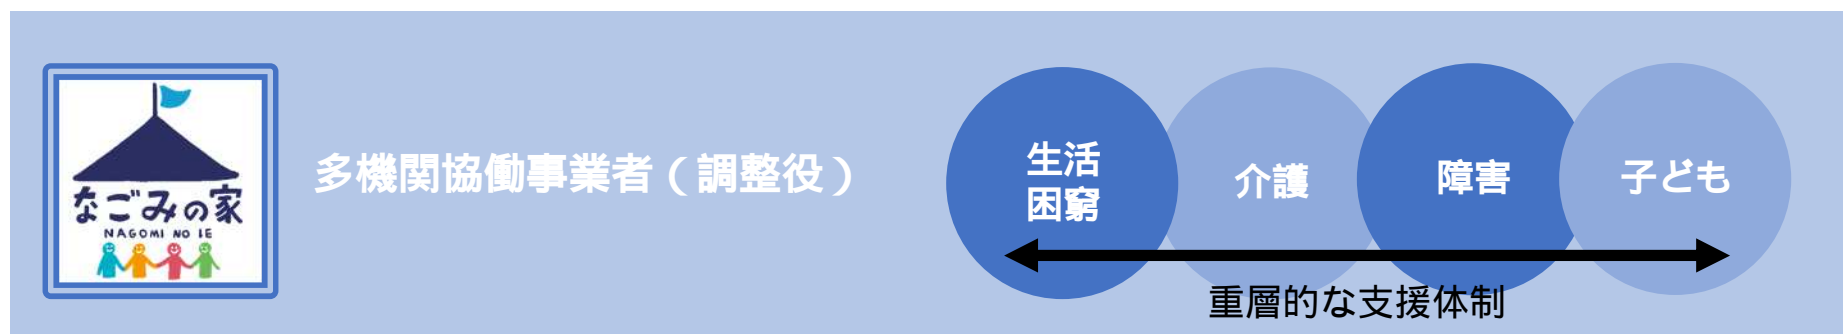 なごみの家
NAGOMI NO IE
多機関協働事業者（調整役）
生活
困窮
介護
障害
子ども
重層的な支援体制